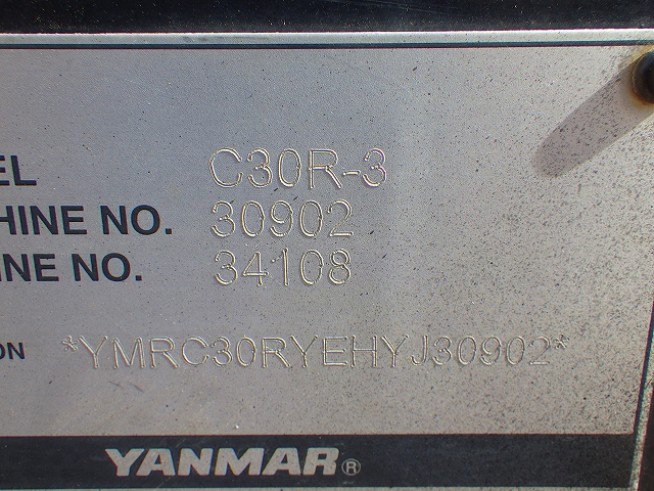 EL C30R-3
HINE NO. 30902
INE NO. 34108
ON *YMRC30RYEHYJ30902*
YANMAR®